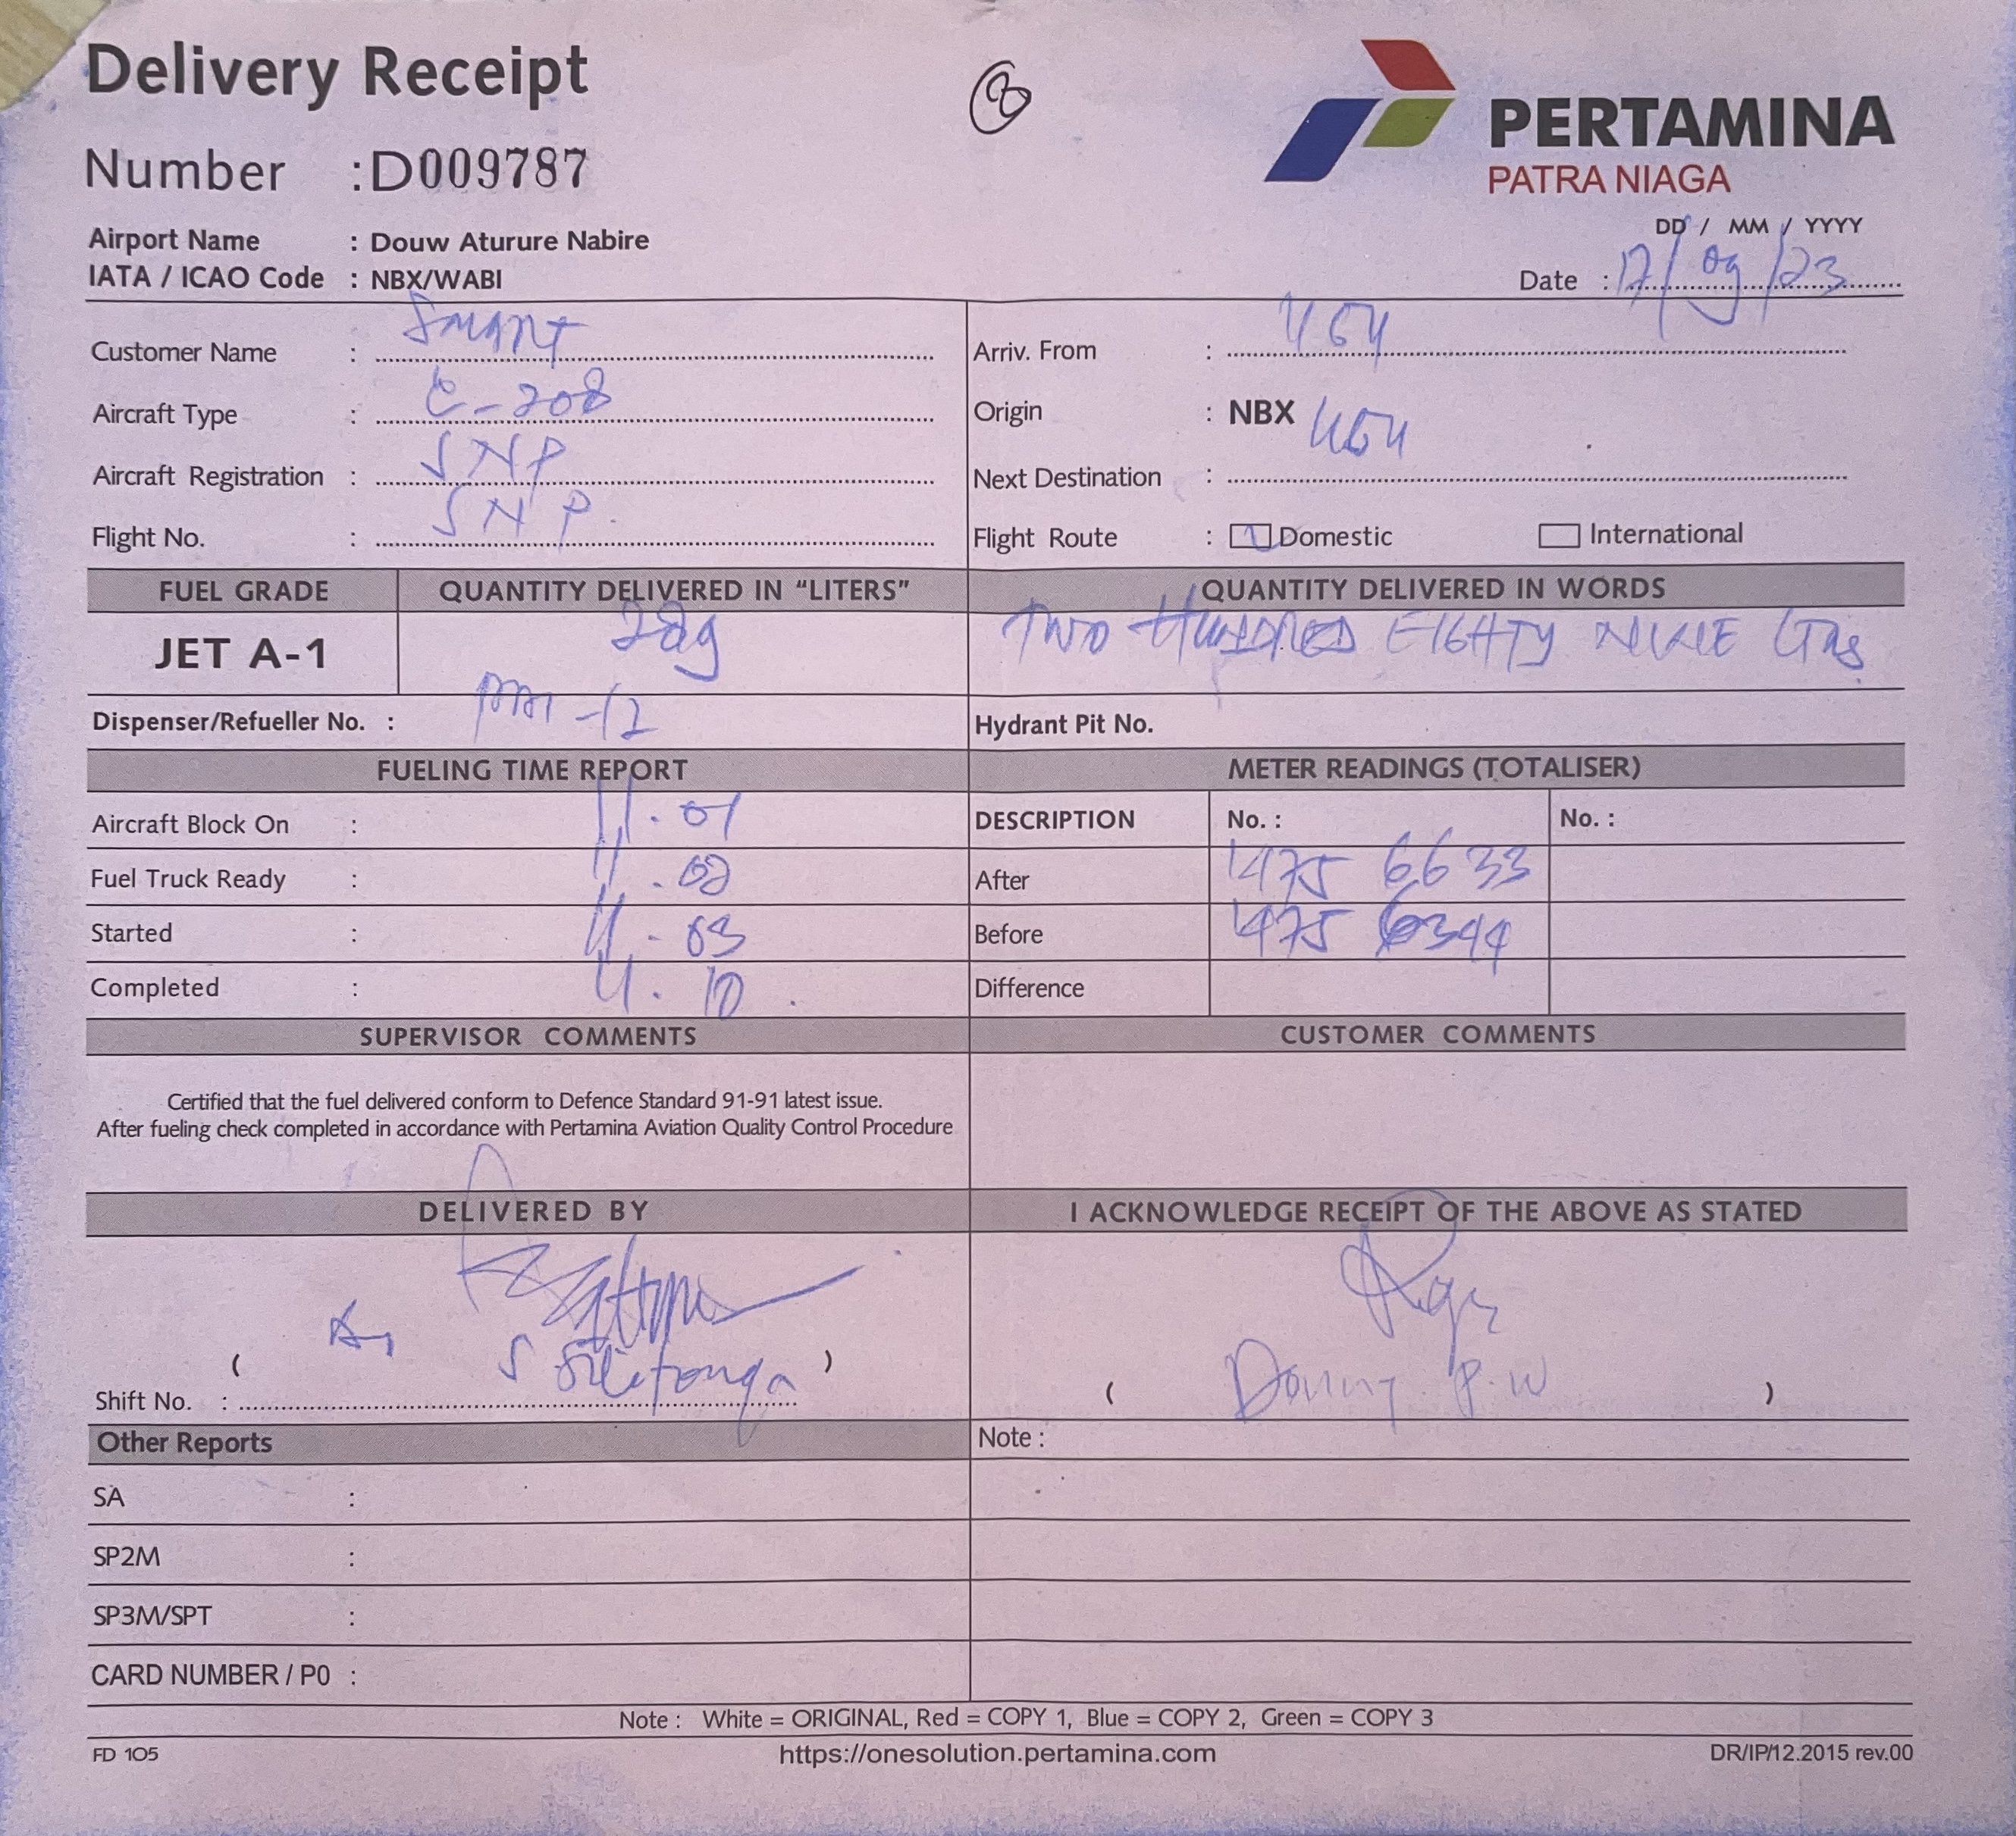 Delivery Receipt
8
PERTAMINA
PATRA NIAGA
Number : D009787
Airport Name : Douw Aturure Nabire
IATA / ICAO Code : NBX/WABI
DD / MM / YYYY
Date : 17/09/23
Customer Name : SMART
Aircraft Type : C-208
Aircraft Registration : SNP
Flight No. : SNP
Arriv. From :
Origin : NBX
Next Destination :
Flight Route : Domestic International
FUEL GRADE QUANTITY DELIVERED IN “LITERS” QUANTITY DELIVERED IN WORDS
JET A-1 289 TWO HUNDRED EIGHTY NINE LTRS
Dispenser/Refueller No. : Hydrant Pit No.
FUELING TIME REPORT
Aircraft Block On : 11.01
Fuel Truck Ready : 11.02
Started : 11.03
Completed : 11.10
METER READINGS (TOTALISER)
DESCRIPTION No. : No. :
After 1475 6633
Before 1475 6344
Difference
SUPERVISOR COMMENTS
Certified that the fuel delivered conform to Defence Standard 91-91 latest issue.
After fueling check completed in accordance with Pertamina Aviation Quality Control Procedure
CUSTOMER COMMENTS
DELIVERED BY
( S Silitonga )
Shift No. :
I ACKNOWLEDGE RECEIPT OF THE ABOVE AS STATED
( Danny P.W )
Other Reports
SA :
SP2M :
SP3M/SPT :
CARD NUMBER / P0 :
Note :
Note : White = ORIGINAL, Red = COPY 1, Blue = COPY 2, Green = COPY 3
FD 105 https://onesolution.pertamina.com DR/IP/12.2015 rev.00